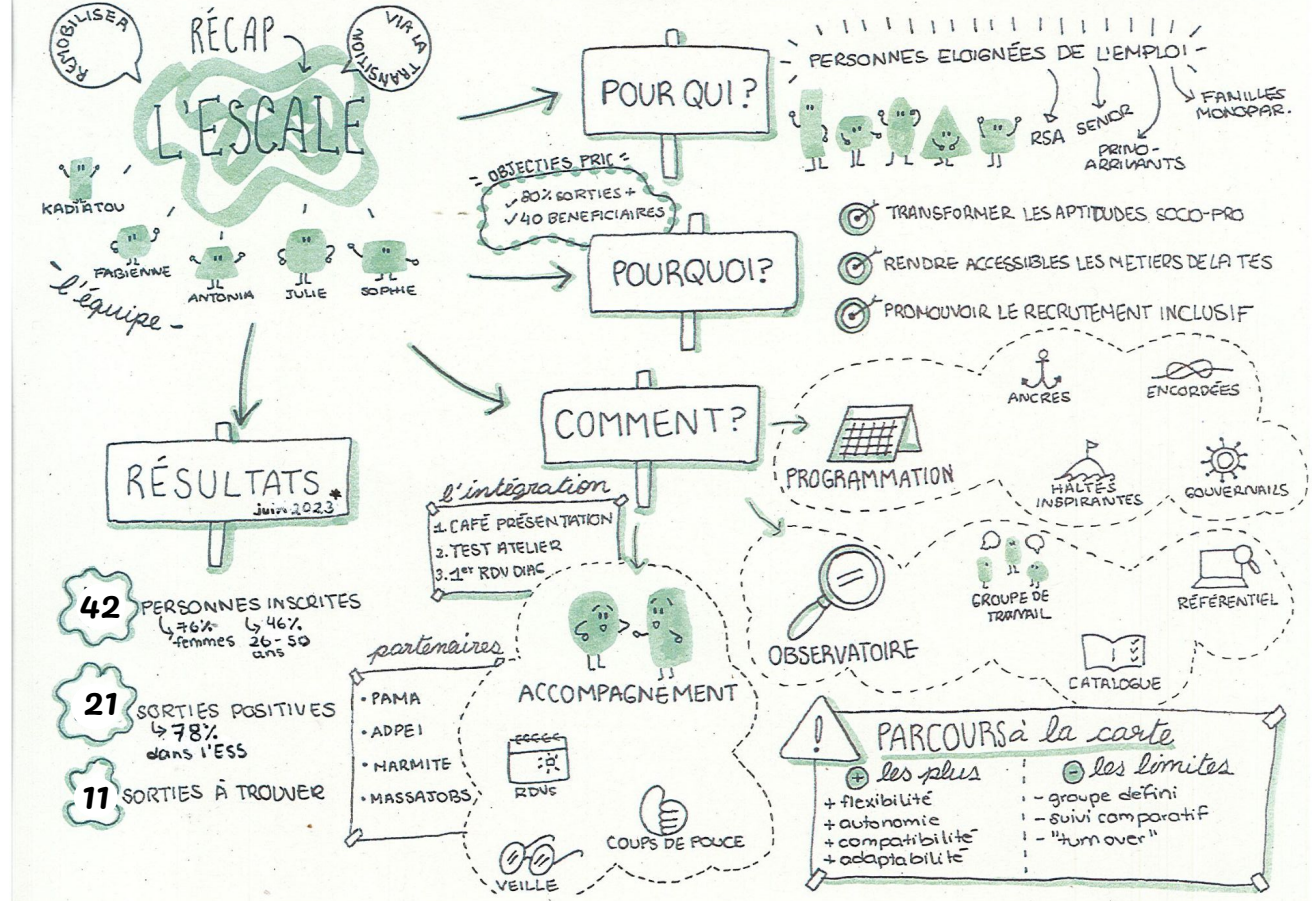 REMOBILISER
RÉCAP
VIA LA TRANSITION
L'ESCALE
KADIATOU
FABIENNE
ANTONIA
JULIE
SOPHIE
l'équipe
POUR QUI?
PERSONNES ELOIGNÉES DE L'EMPLOI
RSA
SENIOR
PRIMO-
ARRIVANTS
FAMILLES
MONOPAR.
OBJECTIFS PRIC
80% SORTIES +
40 BENEFICIAIRES
POURQUOI?
TRANSFORMER LES APTITUDES SOCIO-PRO
RENDRE ACCESSIBLES LES METIERS DE LA TES
PROMOUVOIR LE RECRUTEMENT INCLUSIF
COMMENT?
PROGRAMMATION
ANCRES
ENCORDÉES
HALTES
INSPIRANTES
GOUVERNAILS
OBSERVATOIRE
GROUPE DE
TRAVAIL
RÉFÉRENTIEL
CATALOGUE
l'intégration
1. CAFÉ PRÉSENTATION
2. TEST ATELIER
3. 1er RDV DIAG
ACCOMPAGNEMENT
RDVS
COUPS DE POUCE
VEILLE
partenaires
• PAMA
• ADPEI
• MARMITE
• MASSAJOBS
RÉSULTATS *
juin 2023
42 PERSONNES INSCRITES
76% femmes
46% 26-50 ans
21 SORTIES POSITIVES
78%
dans l'ESS
11 SORTIES À TROUVER
! PARCOURS à la carte
+ les plus
+ flexibilité
+ autonomie
+ compatibilité
+ adaptabilité
- les limites
- groupe défini
- suivi comparatif
- "turn over"